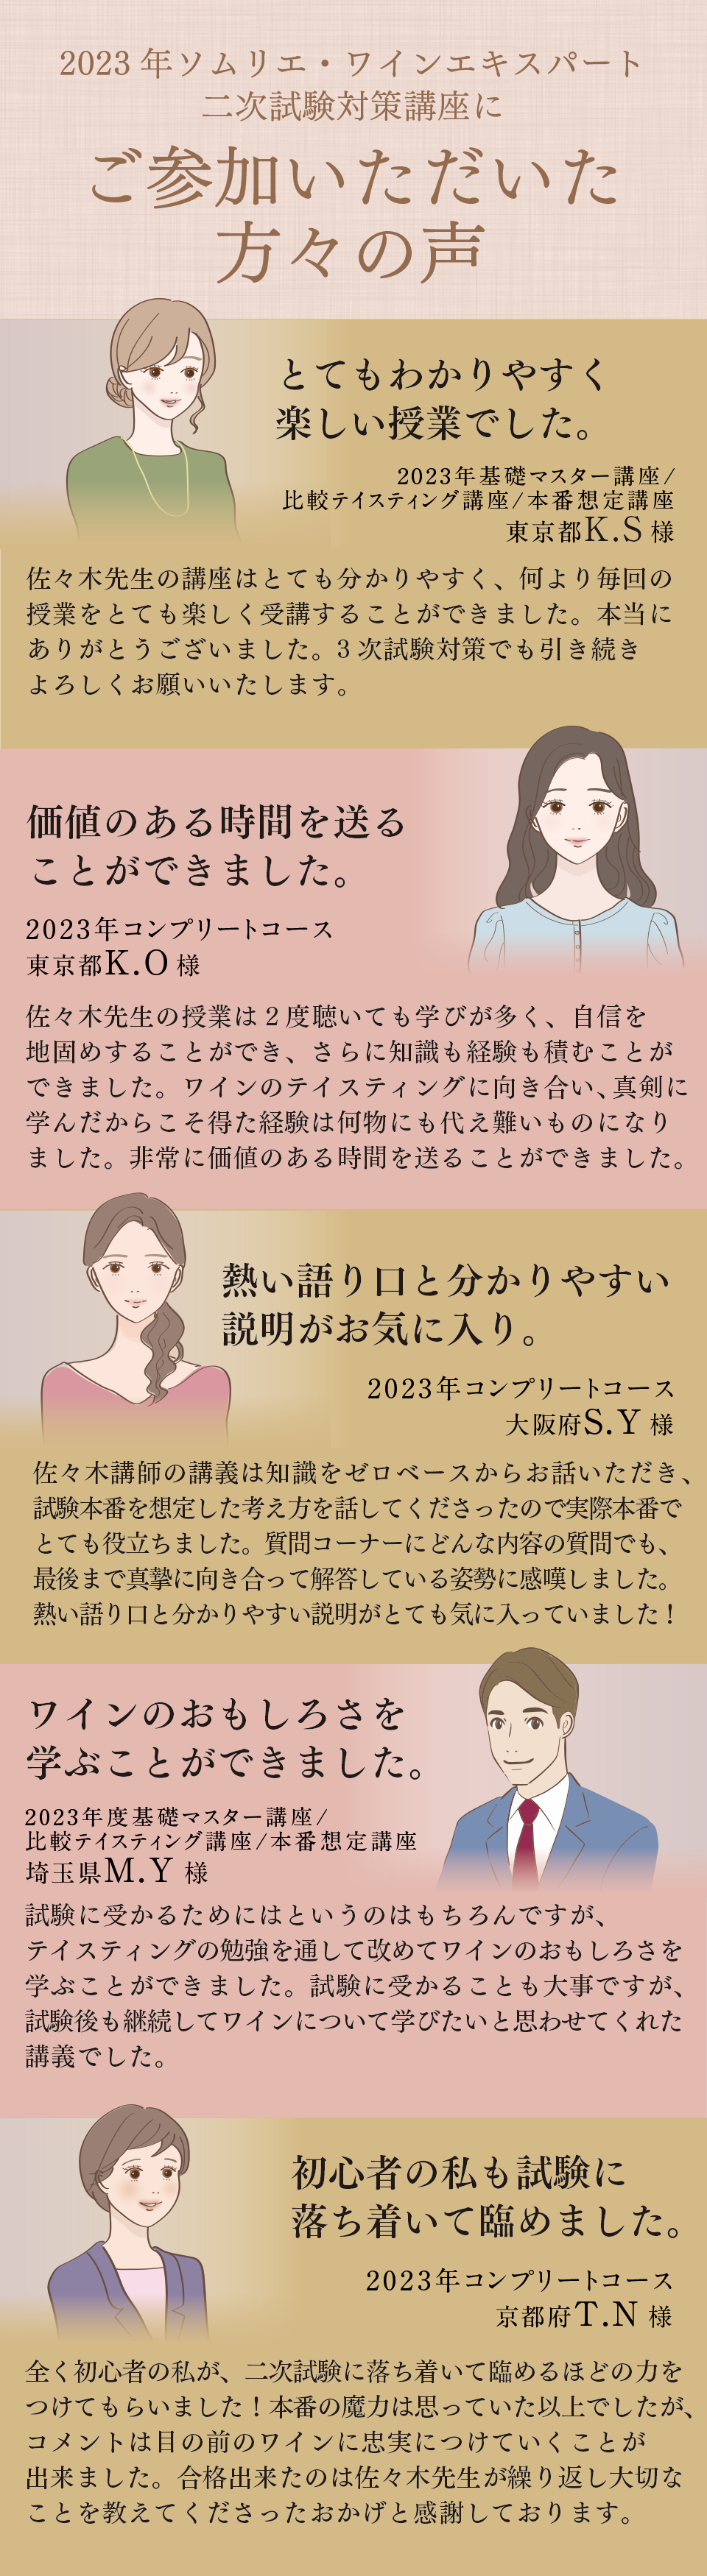 2023 年ソムリエ・ワインエキスパート
二次試験対策講座に
ご参加いただいた
方々の声
とてもわかりやすく
楽しい授業でした。
2023年基礎マスター講座/
比較テイスティング講座/本番想定講座
東京都K.S 様
佐々木先生の講座はとても分かりやすく、何より毎回の
授業をとても楽しく受講することができました。本当に
ありがとうございました。3 次試験対策でも引き続き
よろしくお願いいたします。
価値のある時間を送る
ことができました。
2023年コンプリートコース
東京都K.O 様
佐々木先生の授業は 2 度聴いても学びが多く、自信を
地固めすることができ、さらに知識も経験も積むことが
できました。ワインのテイスティングに向き合い、真剣に
学んだからこそ得た経験は何物にも代え難いものになり
ました。非常に価値のある時間を送ることができました。
熱い語り口と分かりやすい
説明がお気に入り。
2023年コンプリートコース
大阪府S.Y 様
佐々木講師の講義は知識をゼロベースからお話いただき、
試験本番を想定した考え方を話してくださったので実際本番で
とても役立ちました。質問コーナーにどんな内容の質問でも、
最後まで真摯に向き合って解答している姿勢に感嘆しました。
熱い語り口と分かりやすい説明がとても気に入っていました！
ワインのおもしろさを
学ぶことができました。
2023年度基礎マスター講座/
比較テイスティング講座/本番想定講座
埼玉県M.Y 様
試験に受かるためにはというのはもちろんですが、
テイスティングの勉強を通して改めてワインのおもしろさを
学ぶことができました。試験に受かることも大事ですが、
試験後も継続してワインについて学びたいと思わせてくれた
講義でした。
初心者の私も試験に
落ち着いて臨めました。
2023年コンプリートコース
京都府T.N 様
全く初心者の私が、二次試験に落ち着いて臨めるほどの力を
つけてもらいました！本番の魔力は思っていた以上でしたが、
コメントは目の前のワインに忠実につけていくことが
出来ました。合格出来たのは佐々木先生が繰り返し大切な
ことを教えてくださったおかげと感謝しております。